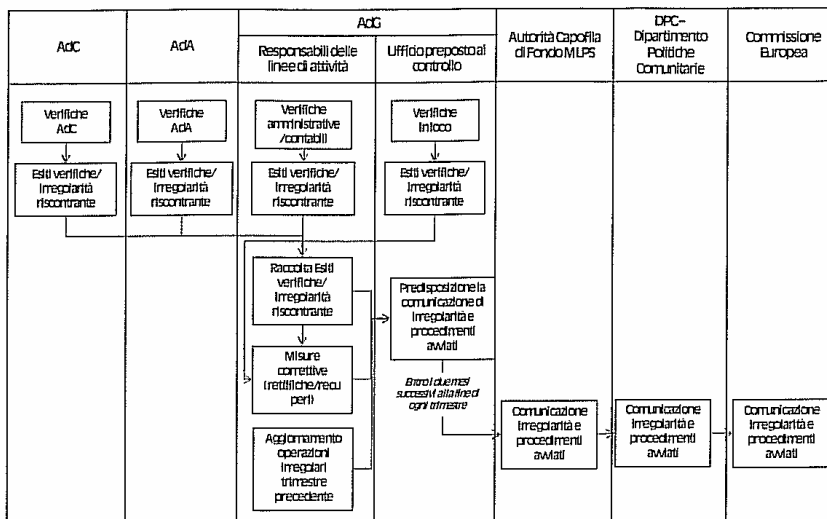 AdG
AdC
AdA
Responsabili delle
linee di attività
Ufficio preposto al
controllo
Autorità Capofila
di Fondo MLPS
DPC-
Dipartimento
Politiche
Comunitarie
Commissione
Europea
Verifiche
AdC
Verifiche
AdA
Verifiche
amministrative
/contabili
Verifiche
in loco
Esiti verifiche/
irregolarità
riscontrante
Esiti verifiche/
irregolarità
riscontrante
Esiti verifiche/
irregolarità
riscontrante
Esiti verifiche/
irregolarità
riscontrante
Raccolta Esiti
verifiche/
irregolarità
riscontrante
Predisposizione la
comunicazione di
irregolarità e
procedimenti
avviati
Misure
correttive
(rettifiche/recu
peri)
Entro i due mesi
successivi alla fine di
ogni trimestre
Aggiornamento
operazioni
irregolari
trimestre
precedente
Comunicazione
irregolarità e
procedimenti
avviati
Comunicazione
irregolarità e
procedimenti
avviati
Comunicazione
irregolarità e
procedimenti
avviati